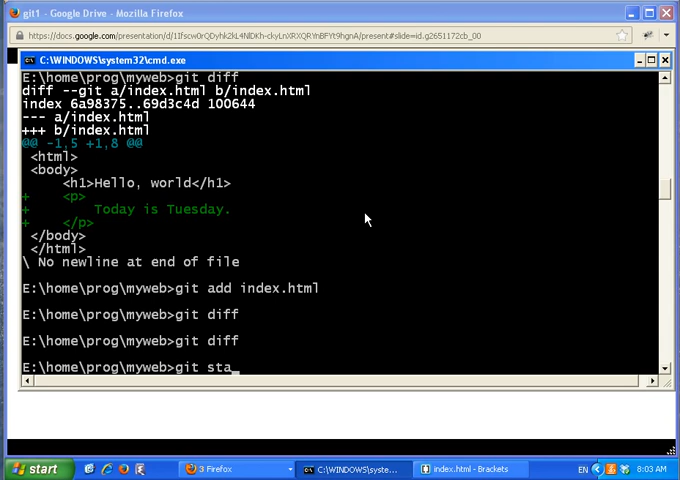 git1 - Google Drive - Mozilla Firefox
https://docs.google.com/presentation/d/1Ifscw0rQDyhk2kL4NlDKh-ckyLnXRXQRYnBFYt9hgnA/present#slide=id.g2651172cb_00
C:\WINDOWS\system32\cmd.exe
E:\home\prog\myweb>git diff
diff --git a/index.html b/index.html
index 6a98375..69d3c4d 100644
--- a/index.html
+++ b/index.html
@@ -1,5 +1,8 @@
<html>
<body>
<h1>Hello, world</h1>
+ <p>
+ Today is Tuesday.
+ </p>
</body>
</html>
\ No newline at end of file
E:\home\prog\myweb>git add index.html
E:\home\prog\myweb>git diff
E:\home\prog\myweb>git diff
E:\home\prog\myweb>git sta_
start
3 Firefox
C:\WINDOWS\syste...
index.html - Brackets
EN
8:03 AM